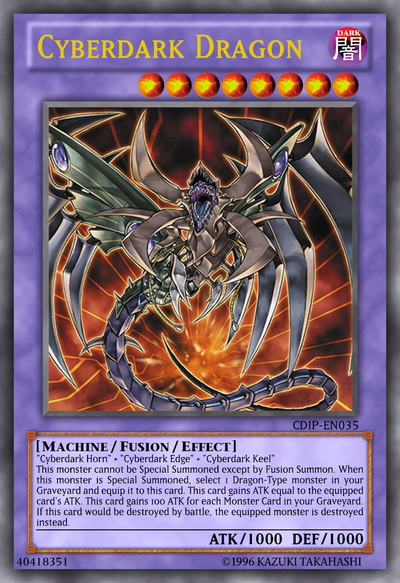 Cyberdark Dragon
DARK
闇
CDIP-EN035
[Machine / Fusion / Effect]
"Cyberdark Horn" + "Cyberdark Edge" + "Cyberdark Keel"
This monster cannot be Special Summoned except by Fusion Summon. When
this monster is Special Summoned, select 1 Dragon-Type monster in your
Graveyard and equip it to this card. This card gains ATK equal to the equipped
card's ATK. This card gains 100 ATK for each Monster Card in your Graveyard.
If this card would be destroyed by battle, the equipped monster is destroyed
instead.
ATK/1000 DEF/1000
40418351
©1996 KAZUKI TAKAHASHI